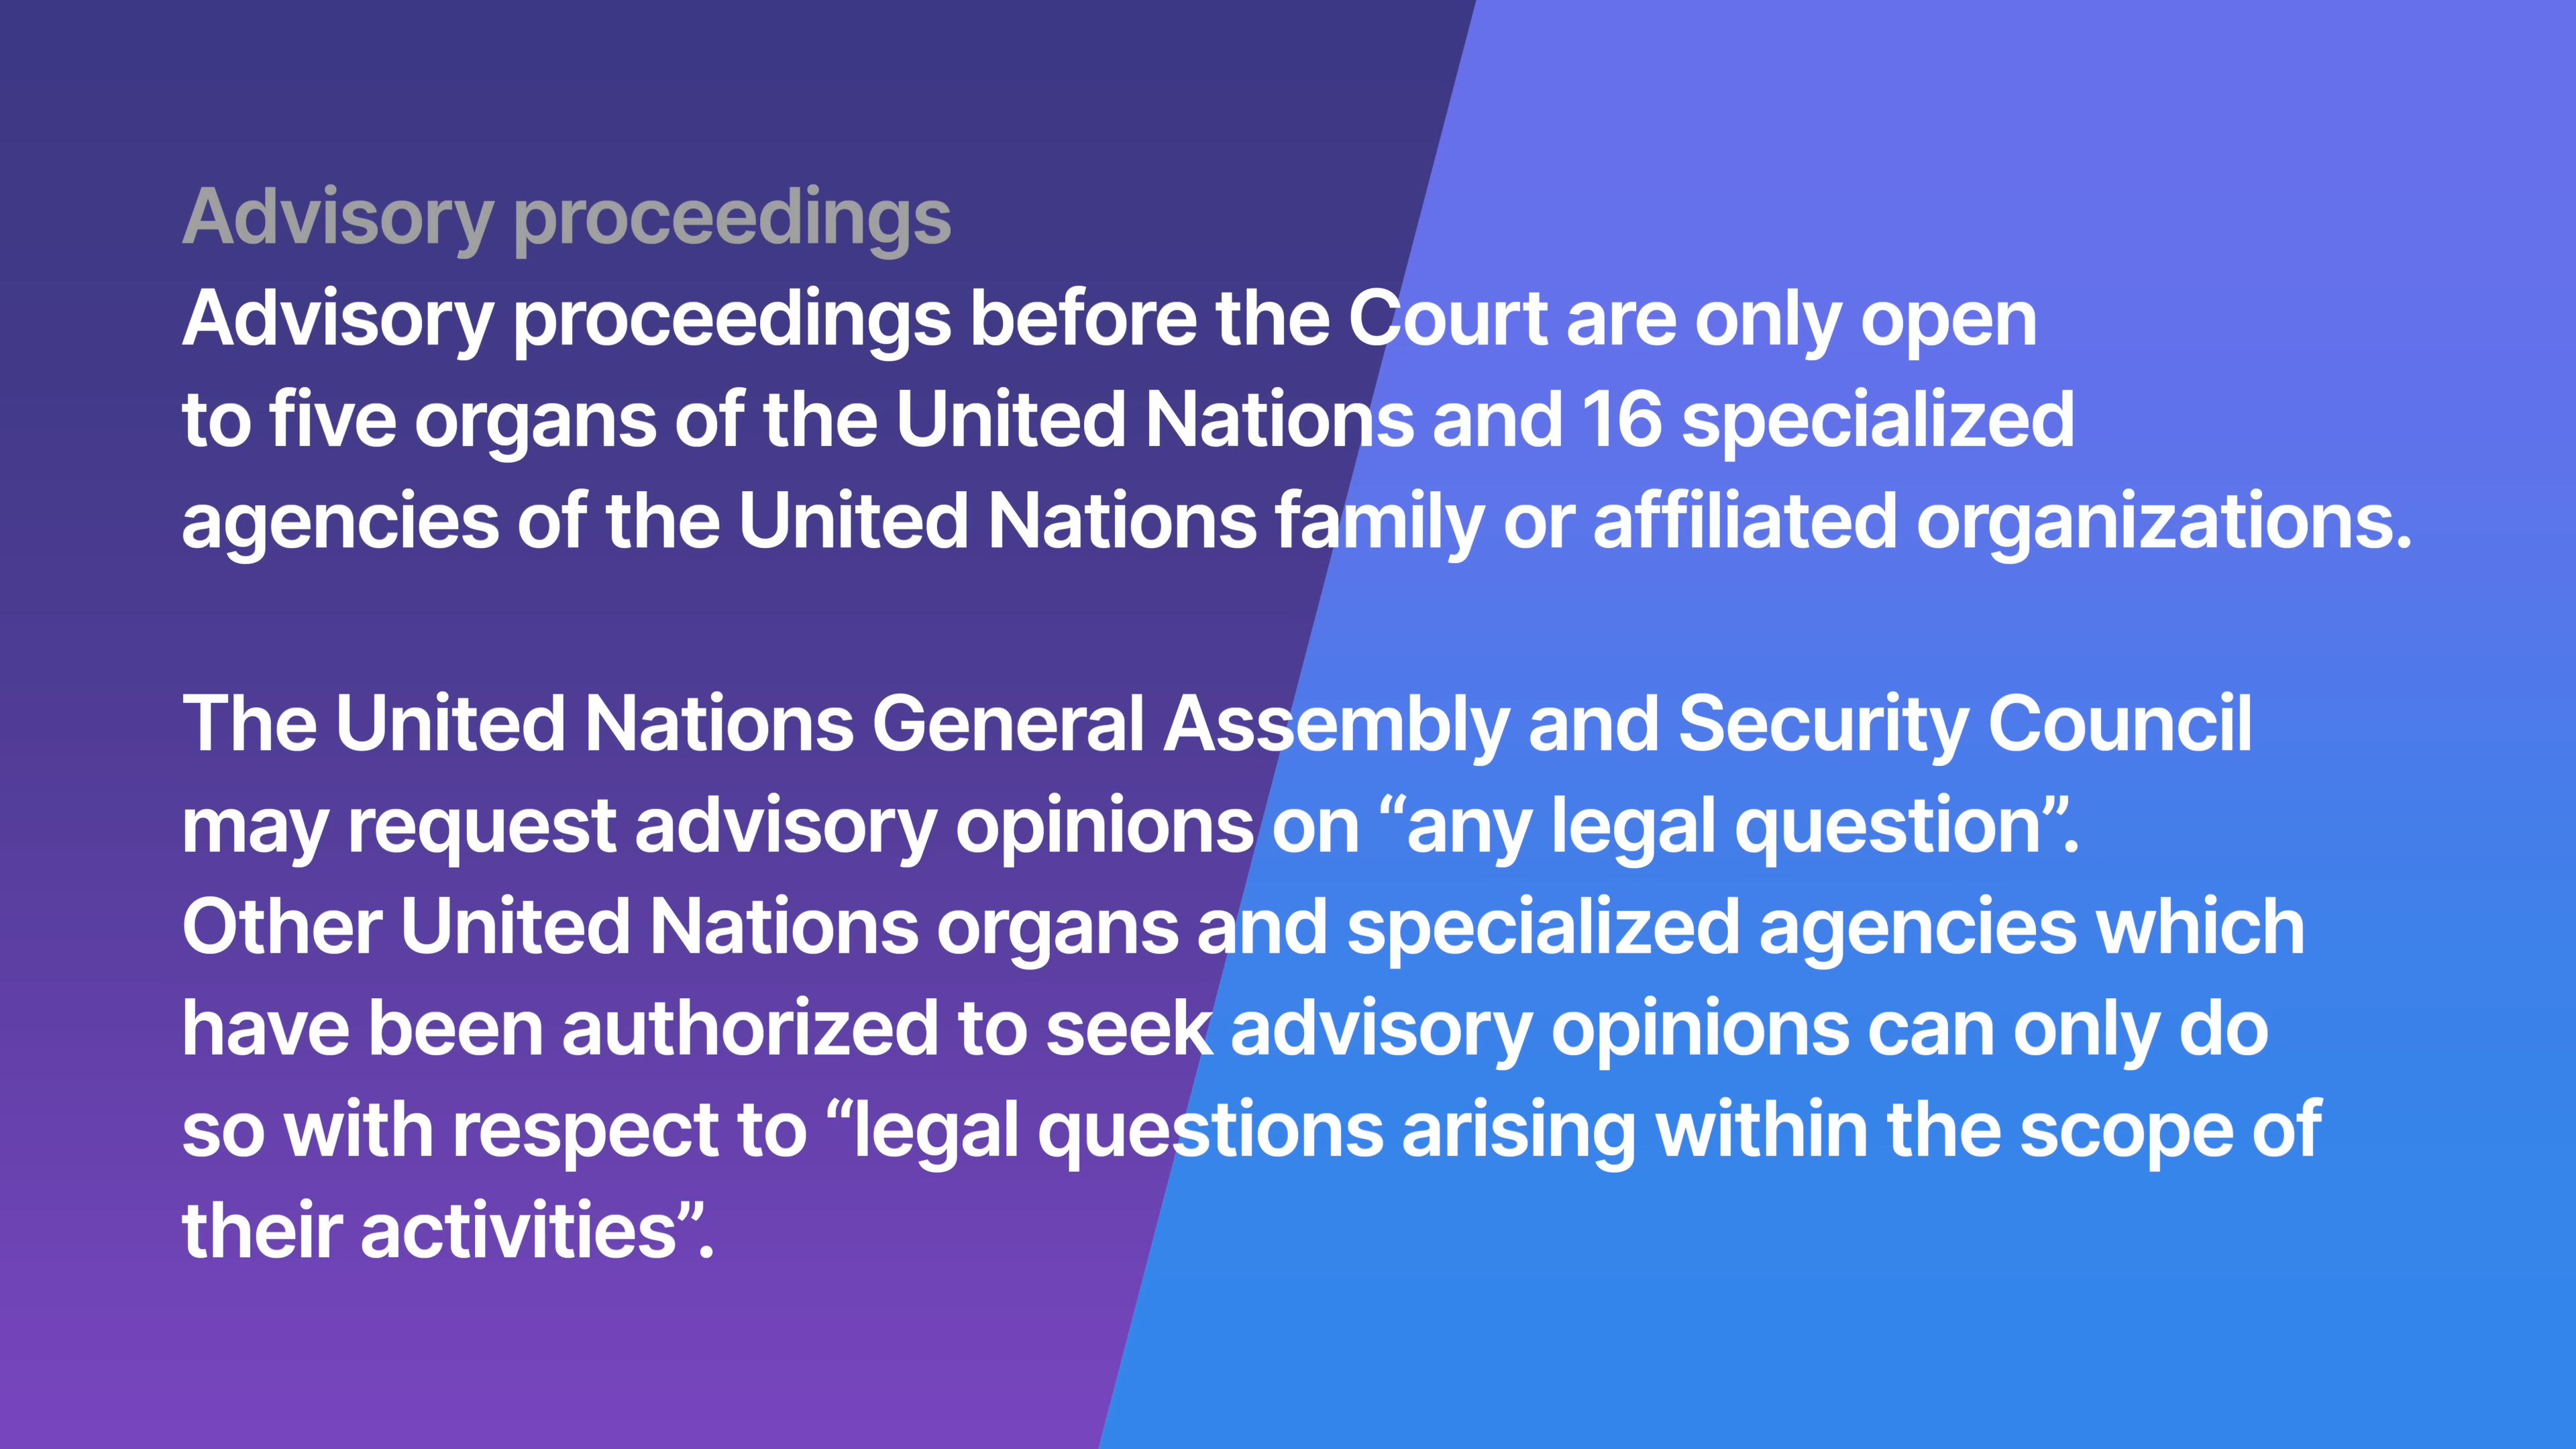 Advisory proceedings
Advisory proceedings before the Court are only open
to five organs of the United Nations and 16 specialized
agencies of the United Nations family or affiliated organizations.
The United Nations General Assembly and Security Council
may request advisory opinions on “any legal question”.
Other United Nations organs and specialized agencies which
have been authorized to seek advisory opinions can only do
so with respect to “legal questions arising within the scope of
their activities”.